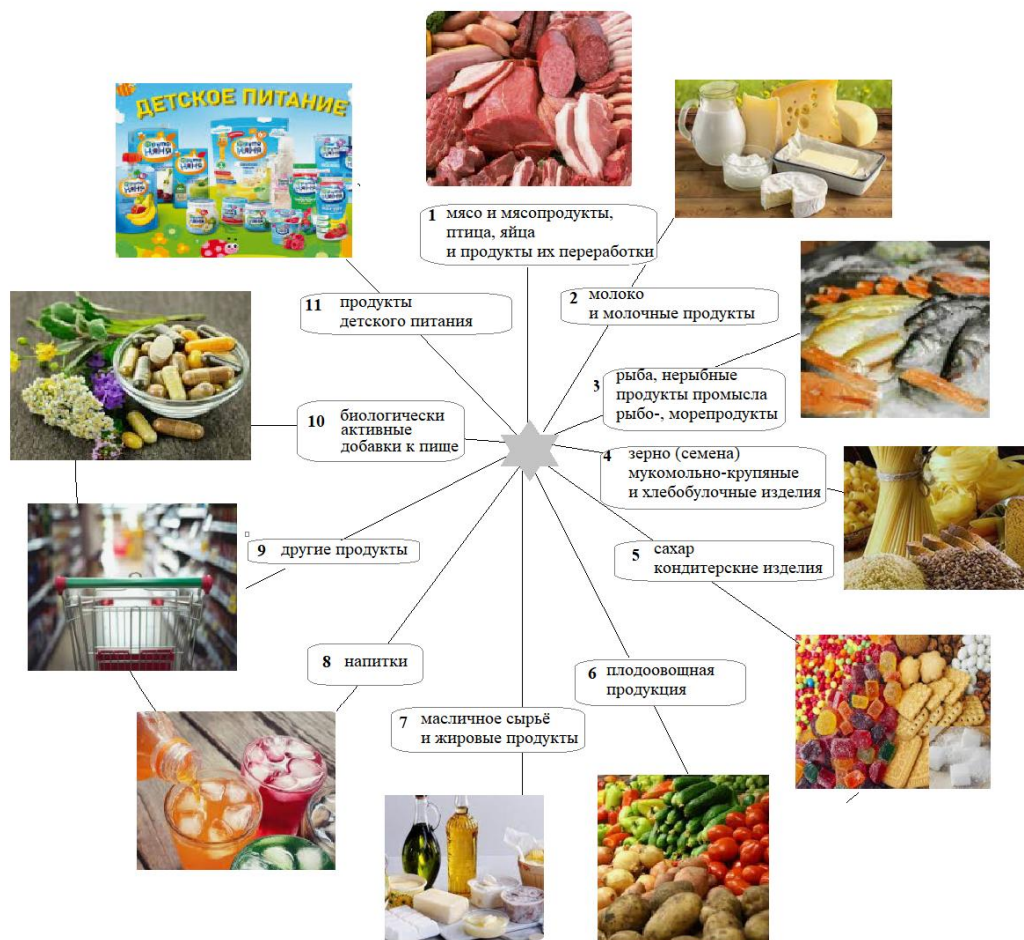 1 мясо и мясопродукты,
птица, яйца
и продукты их переработки
2 молоко
и молочные продукты
3 рыба, нерыбные
продукты промысла
рыбо-, морепродукты
4 зерно (семена)
мукомольно-крупяные
и хлебобулочные изделия
5 сахар
кондитерские изделия
6 плодоовощная
продукция
7 масличное сырьё
и жировые продукты
8 напитки
9 другие продукты
10 биологически
активные
добавки к пище
11 продукты
детского питания
ДЕТСКОЕ ПИТАНИЕ